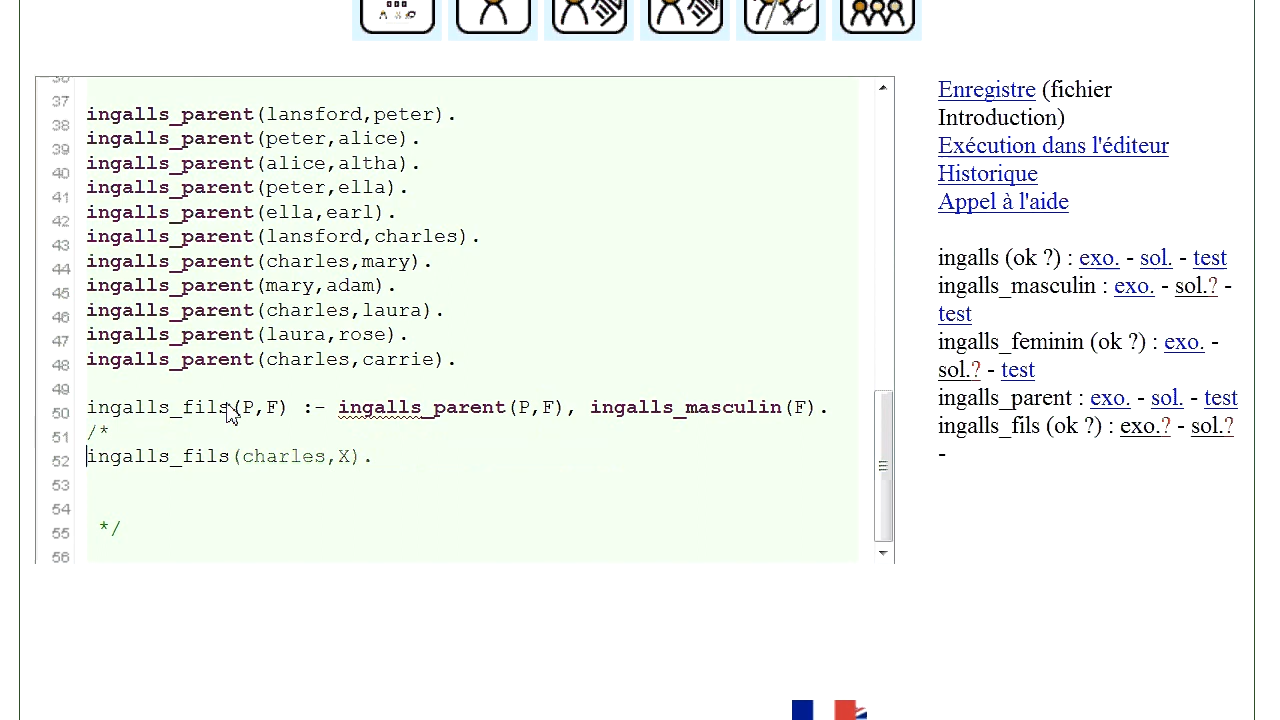 36
37
38 ingalls_parent(lansford,peter).
39 ingalls_parent(peter,alice).
40 ingalls_parent(alice,altha).
41 ingalls_parent(peter,ella).
42 ingalls_parent(ella,earl).
43 ingalls_parent(lansford,charles).
44 ingalls_parent(charles,mary).
45 ingalls_parent(mary,adam).
46 ingalls_parent(charles,laura).
47 ingalls_parent(laura,rose).
48 ingalls_parent(charles,carrie).
49
50 ingalls_fils(P,F) :- ingalls_parent(P,F), ingalls_masculin(F).
51 /*
52 ingalls_fils(charles,X).
53
54
55 */
56
Enregistre (fichier
Introduction)
Exécution dans l'éditeur
Historique
Appel à l'aide
ingalls (ok ?) : exo. - sol. - test
ingalls_masculin : exo. - sol.? -
test
ingalls_feminin (ok ?) : exo. -
sol.? - test
ingalls_parent : exo. - sol. - test
ingalls_fils (ok ?) : exo.? - sol.?
-